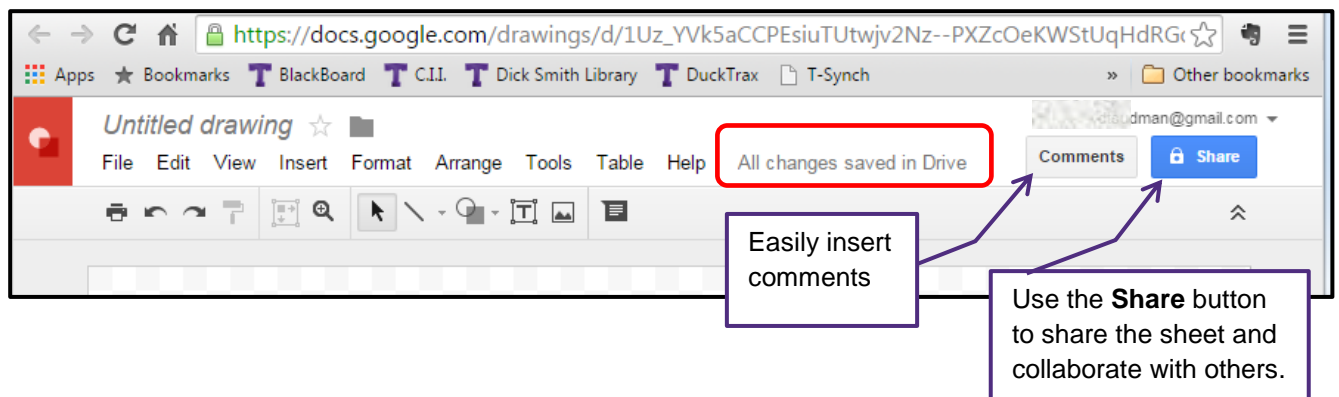 https://docs.google.com/drawings/d/1Uz_YVk5aCCPEsiuTUtwjv2Nz--PXZcOeKWStUqHdRG
Apps Bookmarks BlackBoard C.I.I. Dick Smith Library DuckTrax T-Synch » Other bookmarks
Untitled drawing
dman@gmail.com
File Edit View Insert Format Arrange Tools Table Help All changes saved in Drive
Comments Share
Easily insert
comments
Use the Share button
to share the sheet and
collaborate with others.